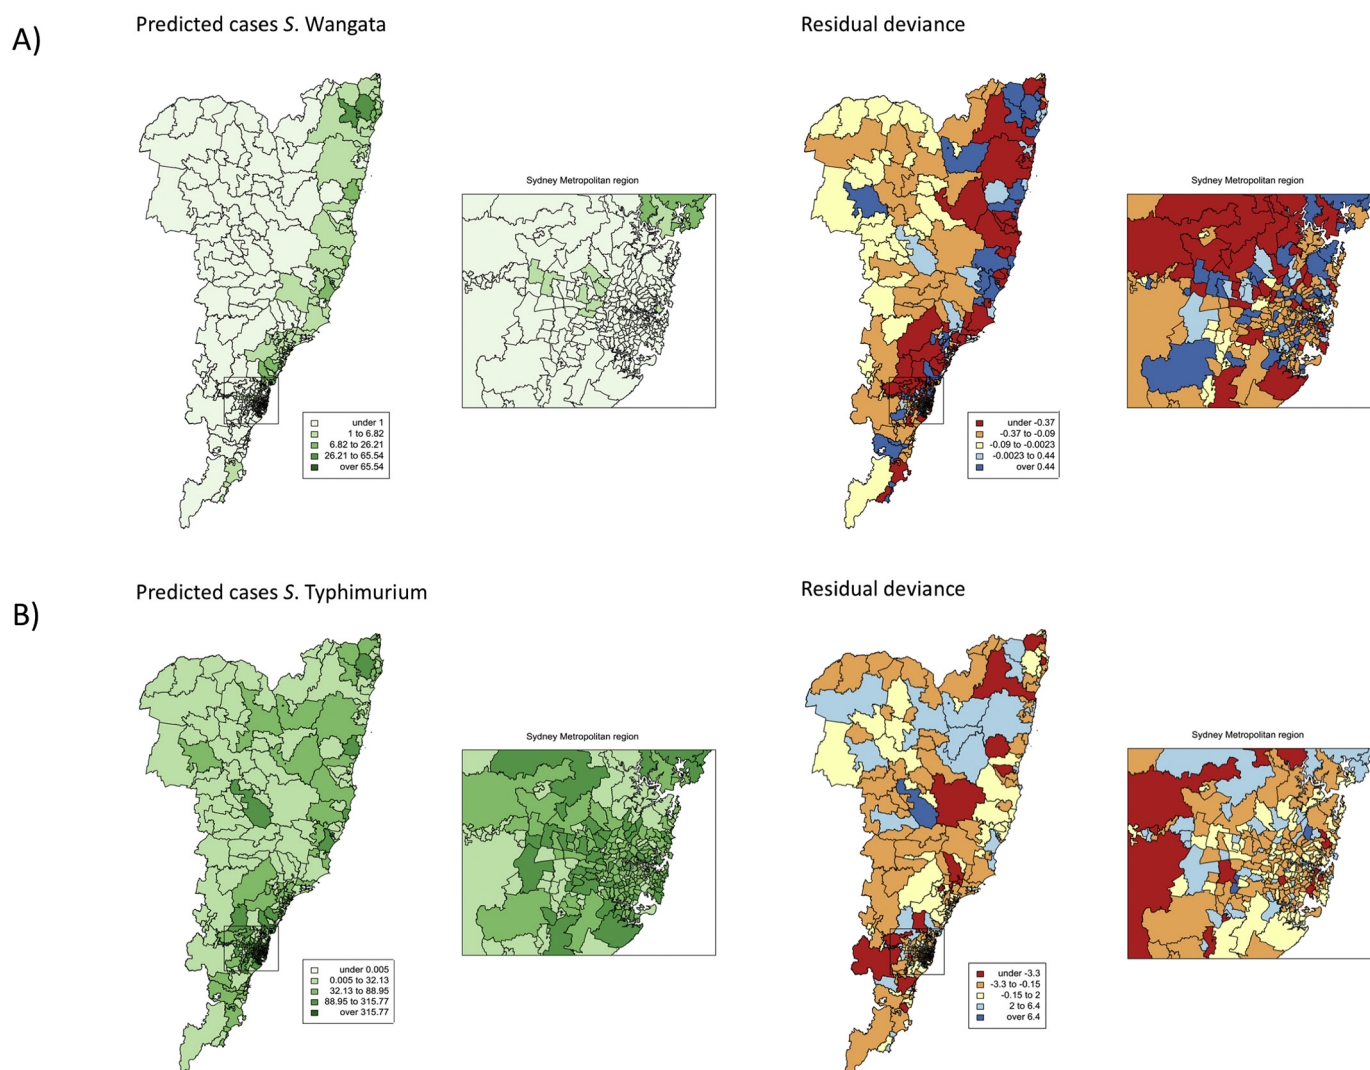 A)
Predicted cases S. Wangata
Residual deviance
Sydney Metropolitan region
Sydney Metropolitan region
under 1
1 to 6.82
6.82 to 26.21
26.21 to 65.54
over 65.54
under -0.37
-0.37 to -0.09
-0.09 to -0.0023
-0.0023 to 0.44
over 0.44
B)
Predicted cases S. Typhimurium
Residual deviance
Sydney Metropolitan region
Sydney Metropolitan region
under 0.005
0.005 to 32.13
32.13 to 88.95
88.95 to 315.77
over 315.77
under -3.3
-3.3 to -0.15
-0.15 to 2
2 to 6.4
over 6.4